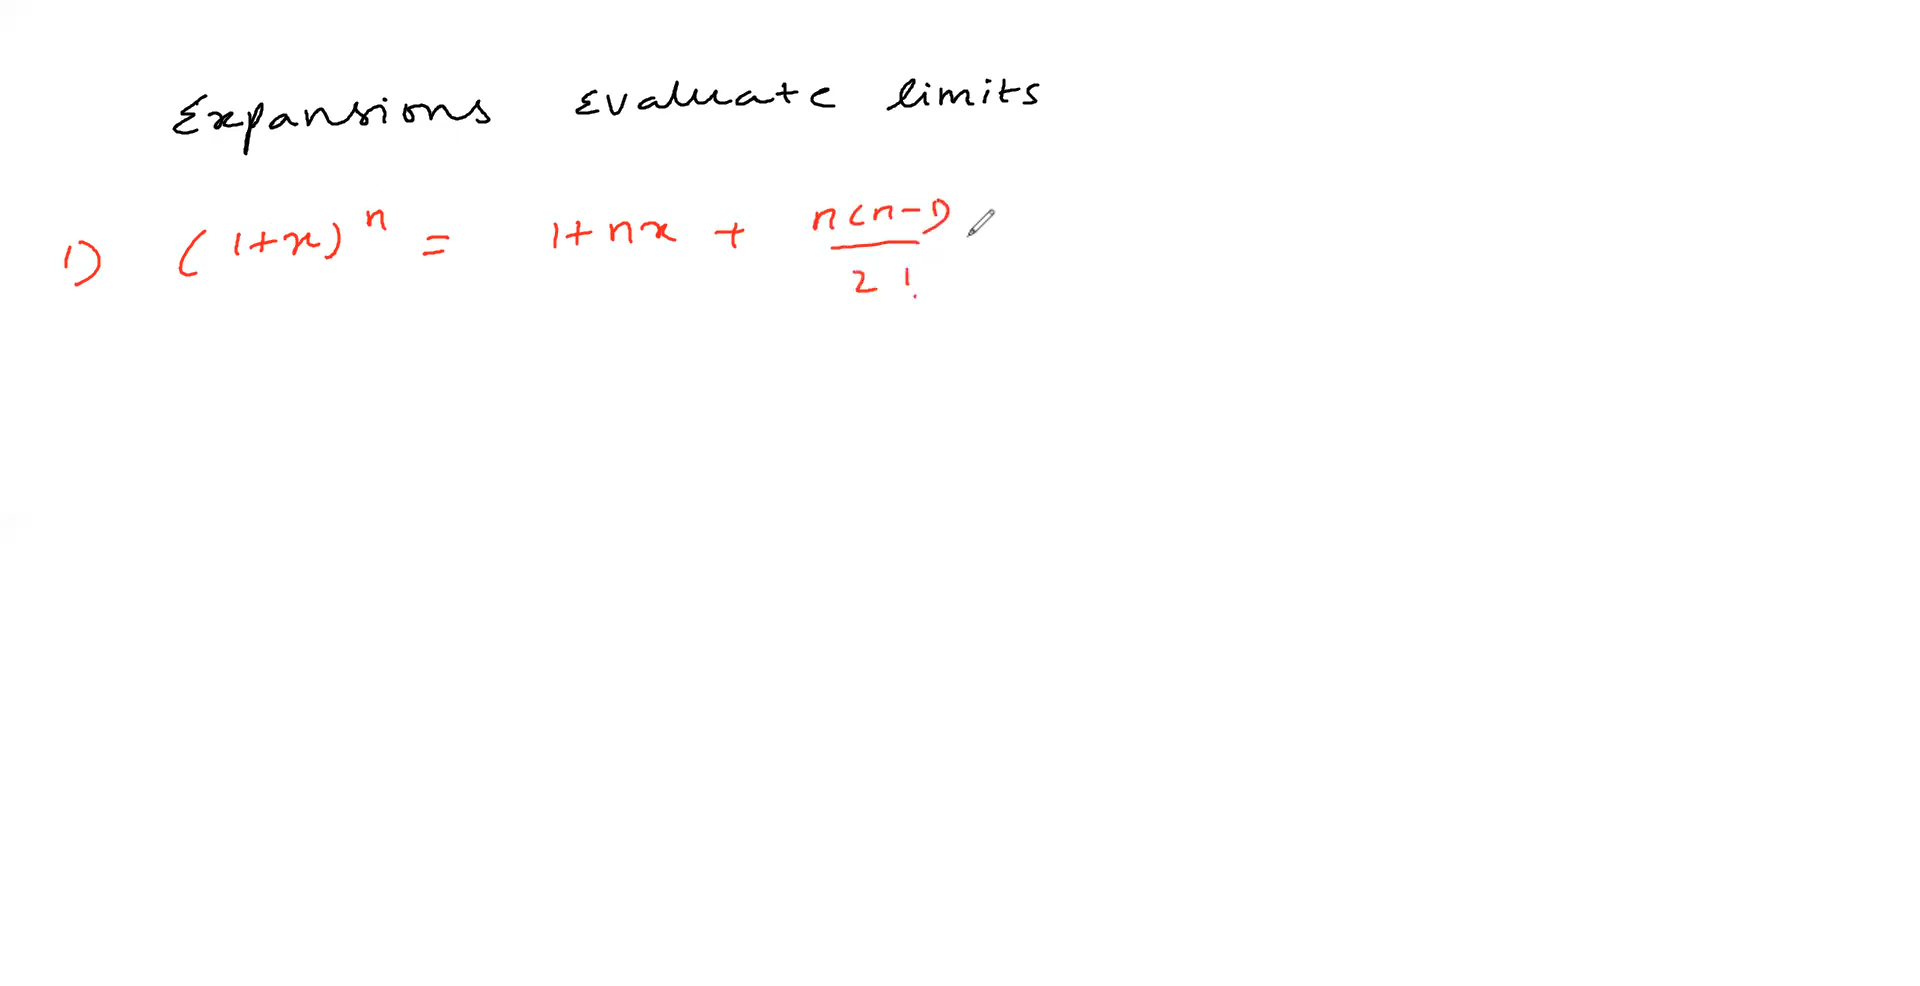 Expansions Evaluate limits
1) (1+x)^n = 1+nx + n(n-1)/2!